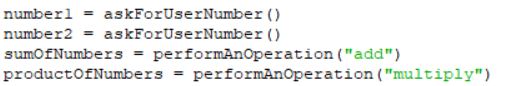 number1 = askForUserNumber()
number2 = askForUserNumber()
sumOfNumbers = performAnOperation("add")
productOfNumbers = performAnOperation("multiply")